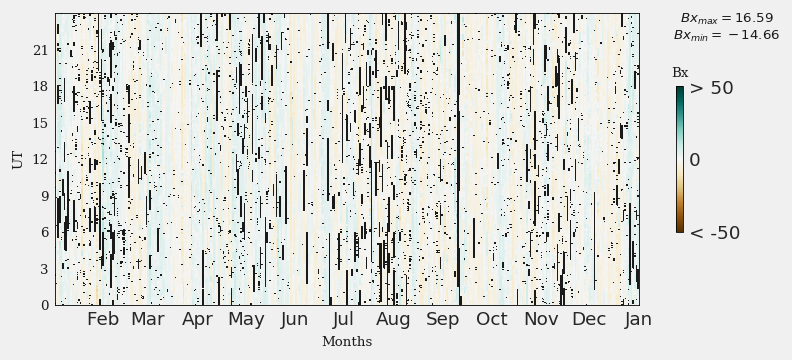 Bx_max = 16.59
Bx_min = −14.66
Bx
> 50
0
< -50
UT
21
18
15
12
9
6
3
0
Feb Mar Apr May Jun Jul Aug Sep Oct Nov Dec Jan
Months